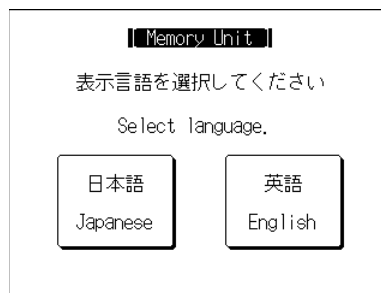 Memory Unit
表示言語を選択してください
Select language.
日本語
Japanese
英語
English